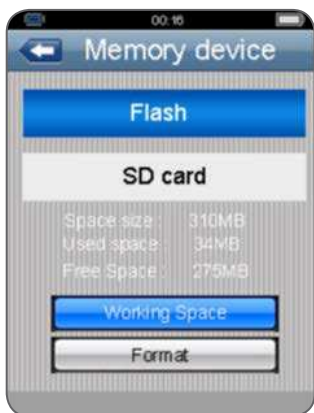 00:16
Memory device
Flash
SD card
Space size : 310MB
Used space : 34MB
Free Space : 275MB
Working Space
Format